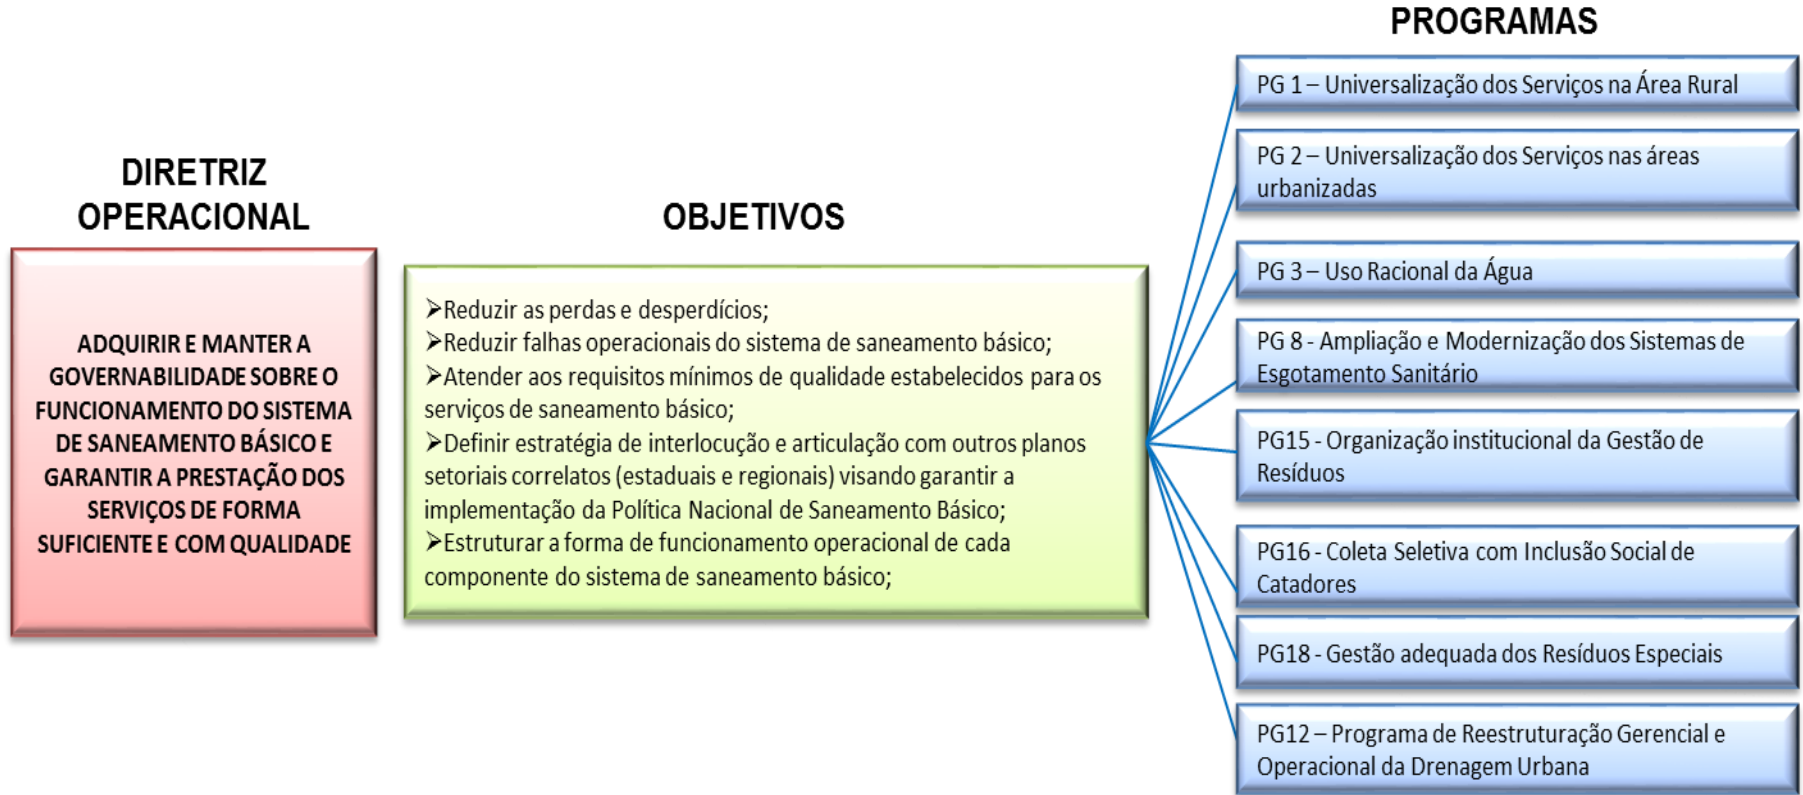 DIRETRIZ
OPERACIONAL
ADQUIRIR E MANTER A
GOVERNABILIDADE SOBRE O
FUNCIONAMENTO DO SISTEMA
DE SANEAMENTO BÁSICO E
GARANTIR A PRESTAÇÃO DOS
SERVIÇOS DE FORMA
SUFICIENTE E COM QUALIDADE
OBJETIVOS
➢Reduzir as perdas e desperdícios;
➢Reduzir falhas operacionais do sistema de saneamento básico;
➢Atender aos requisitos mínimos de qualidade estabelecidos para os
serviços de saneamento básico;
➢Definir estratégia de interlocução e articulação com outros planos
setoriais correlatos (estaduais e regionais) visando garantir a
implementação da Política Nacional de Saneamento Básico;
➢Estruturar a forma de funcionamento operacional de cada
componente do sistema de saneamento básico;
PROGRAMAS
PG 1 – Universalização dos Serviços na Área Rural
PG 2 – Universalização dos Serviços nas áreas
urbanizadas
PG 3 – Uso Racional da Água
PG 8 - Ampliação e Modernização dos Sistemas de
Esgotamento Sanitário
PG15 - Organização institucional da Gestão de
Resíduos
PG16 - Coleta Seletiva com Inclusão Social de
Catadores
PG18 - Gestão adequada dos Resíduos Especiais
PG12 – Programa de Reestruturação Gerencial e
Operacional da Drenagem Urbana